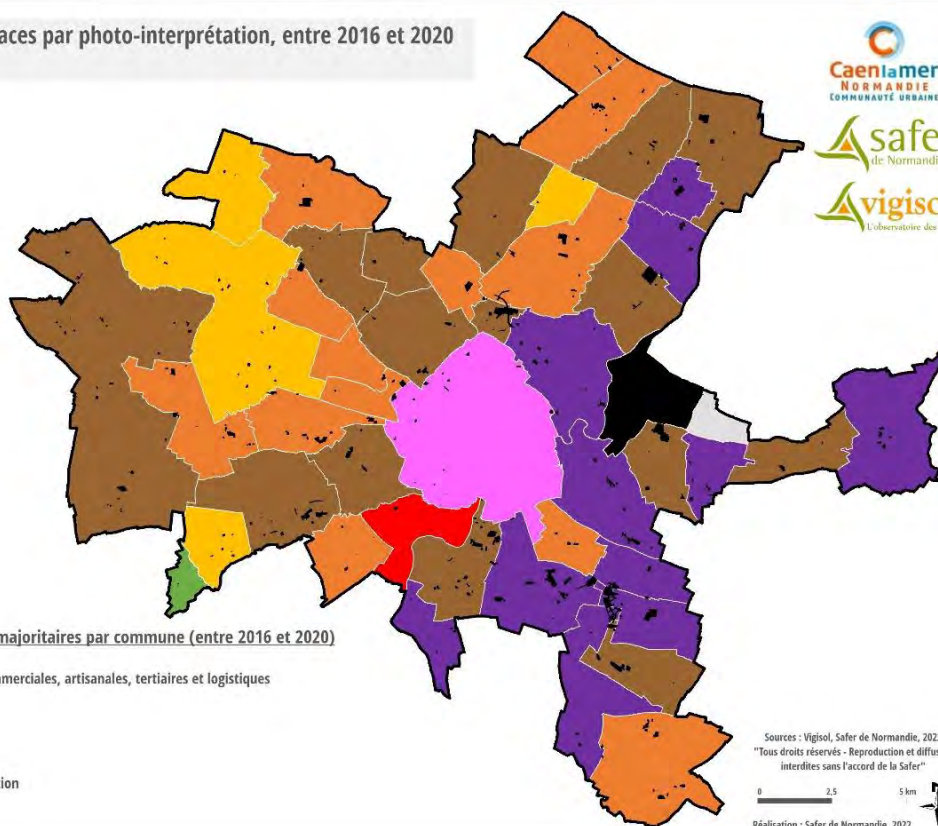 aces par photo-interprétation, entre 2016 et 2020
Caenlamer
NORMANDIE
COMMUNAUTÉ URBAINE
safe
de Normandi
vigiso
L'observatoire des
majoritaires par commune (entre 2016 et 2020)
merciales, artisanales, tertiaires et logistiques
tion
Sources : Vigisol, Safer de Normandie, 202
"Tous droits réservés - Reproduction et diffus
interdites sans l'accord de la Safer"
0 2,5 5 km
Réalisation : Safer de Normandie, 2022